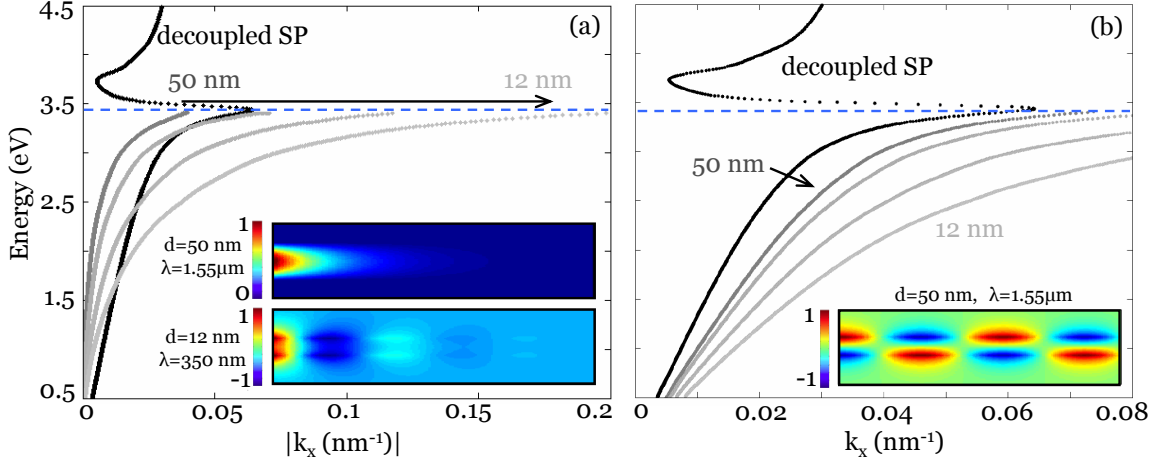 (a)
decoupled SP
50 nm
12 nm
4.5
3.5
2.5
1.5
0.5
Energy (eV)
1
d=50 nm
λ=1.55μm
0
1
d=12 nm
λ=350 nm
−1
0
0.05
0.1
0.15
0.2
|kₓ (nm⁻¹)|
(b)
decoupled SP
50 nm
12 nm
d=50 nm, λ=1.55μm
1
-1
0
0.02
0.04
0.06
0.08
kₓ (nm⁻¹)